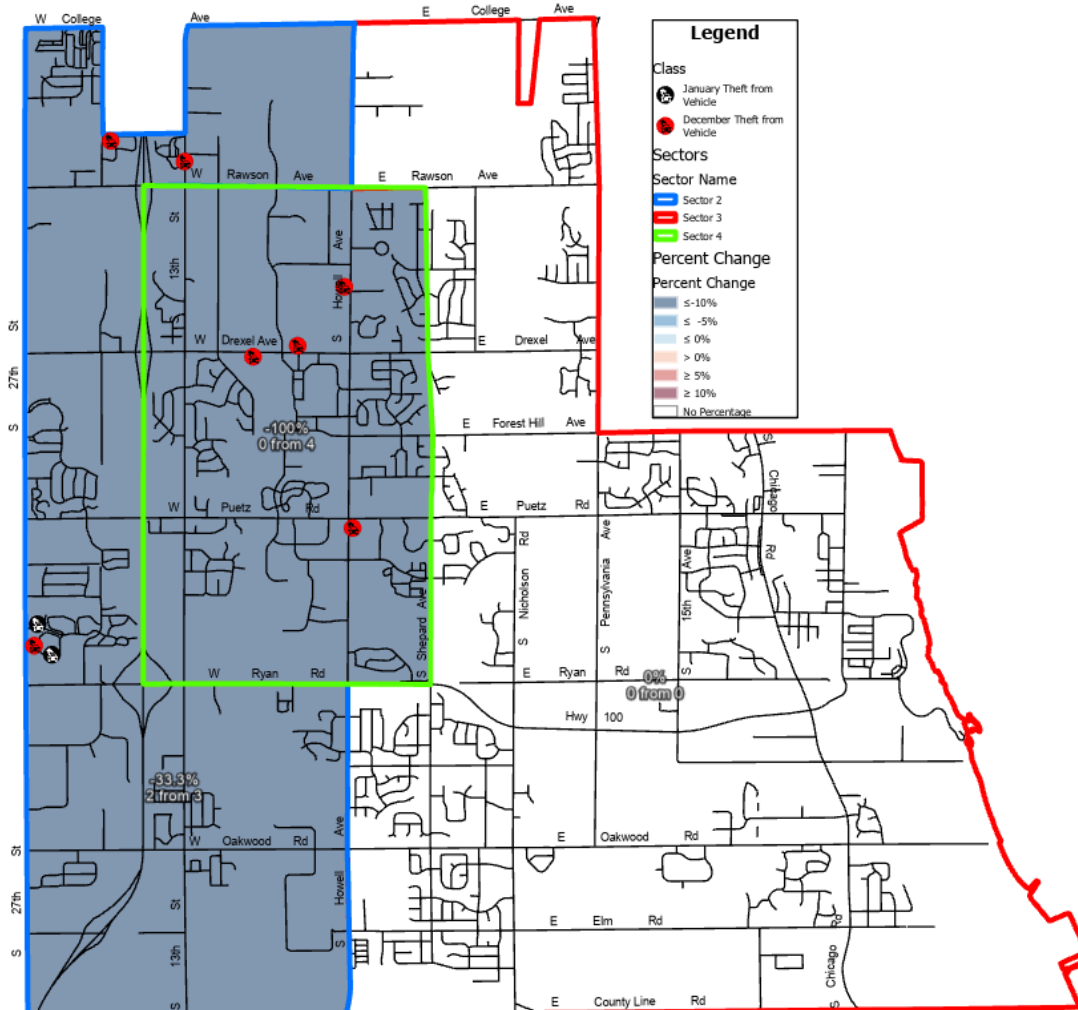 W College Ave
E College Ave
Legend
Class
January Theft from
Vehicle
December Theft from
Vehicle
Sectors
Sector Name
Sector 2
Sector 3
Sector 4
Percent Change
Percent Change
≤-10%
≤ -5%
≤ 0%
> 0%
≥ 5%
≥ 10%
No Percentage
W Rawson Ave
E Rawson Ave
S 13th St
S Howell Ave
S 27th St
W Drexel Ave
E Drexel Ave
-100%
0 from 4
E Forest Hill Ave
W Puetz Rd
E Puetz Rd
S Chicago Rd
S Nicholson Rd
S Pennsylvania Ave
S 15th Ave
S Shepard Ave
W Ryan Rd
E Ryan Rd
0%
0 from 0
Hwy 100
-33.3%
2 from 3
W Oakwood Rd
E Oakwood Rd
S 27th St
S 13th St
S Howell Ave
E Elm Rd
S Chicago Rd
E County Line Rd